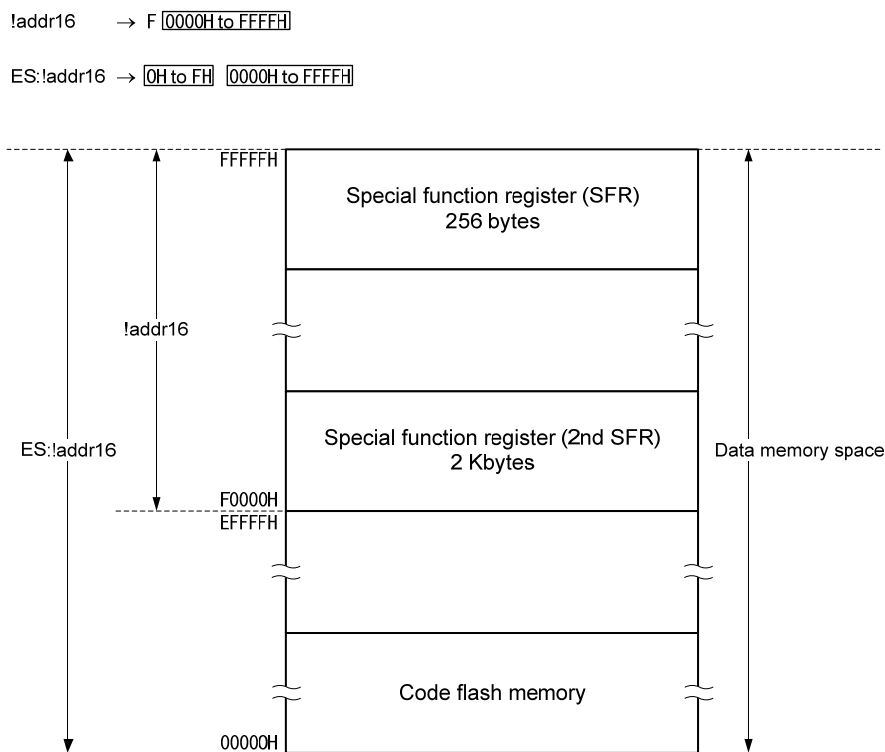 !addr16 → F 0000H to FFFFH
ES:!addr16 → 0H to FH 0000H to FFFFH
FFFFFH
Special function register (SFR)
256 bytes
!addr16
Special function register (2nd SFR)
2 Kbytes
ES:!addr16
Data memory space
F0000H
EFFFFH
Code flash memory
00000H